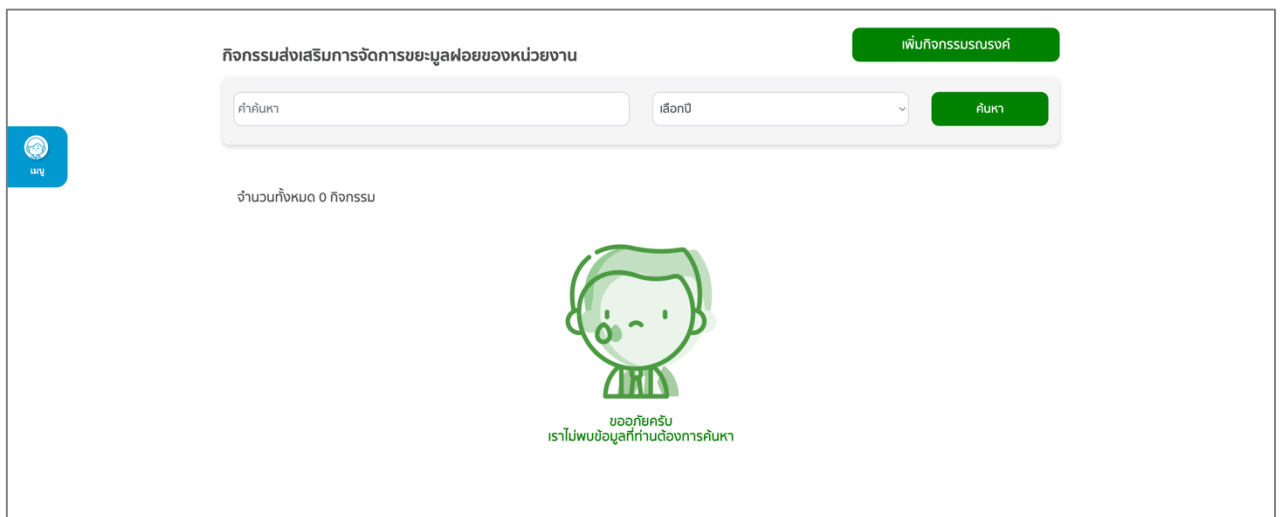 เพิ่มกิจกรรมรณรงค์
กิจกรรมส่งเสริมการจัดการขยะมูลฝอยของหน่วยงาน
คำค้นหา
เลือกปี
ค้นหา
เมนู
จำนวนทั้งหมด 0 กิจกรรม
ขออภัยครับ
เราไม่พบข้อมูลที่ท่านต้องการค้นหา